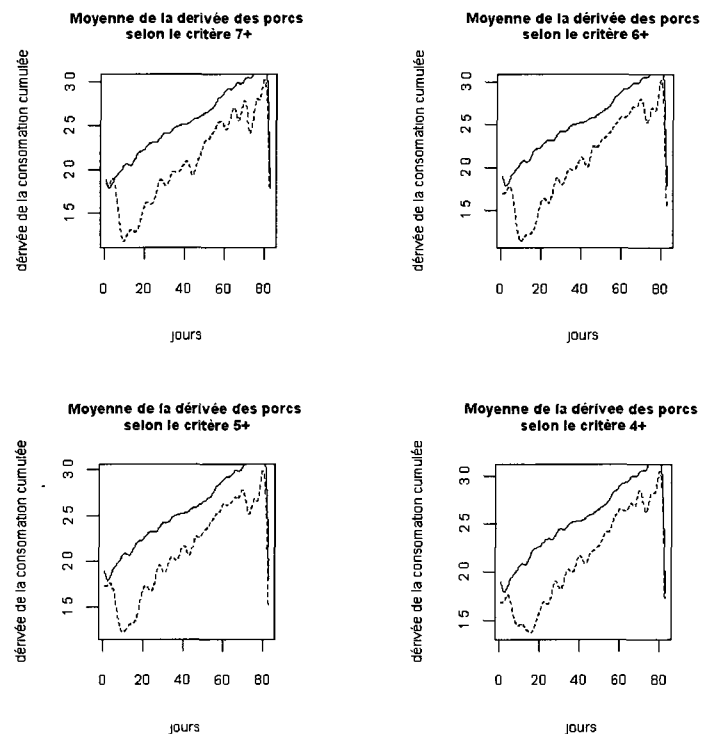 Moyenne de la dérivée des porcs
selon le critère 7+
dérivée de la consomation cumulée
3 0
2 5
2 0
1 5
0 20 40 60 80
jours
Moyenne de la dérivée des porcs
selon le critère 6+
dérivée de la consomation cumulée
3 0
2 5
2 0
1 5
0 20 40 60 80
jours
Moyenne de la dérivée des porcs
selon le critère 5+
dérivée de la consomation cumulée
3 0
2 5
2 0
1 5
0 20 40 60 80
jours
Moyenne de la dérivee des porcs
selon le critère 4+
dérivée de la consomation cumulée
3 0
2 5
2 0
1 5
0 20 40 60 80
jours